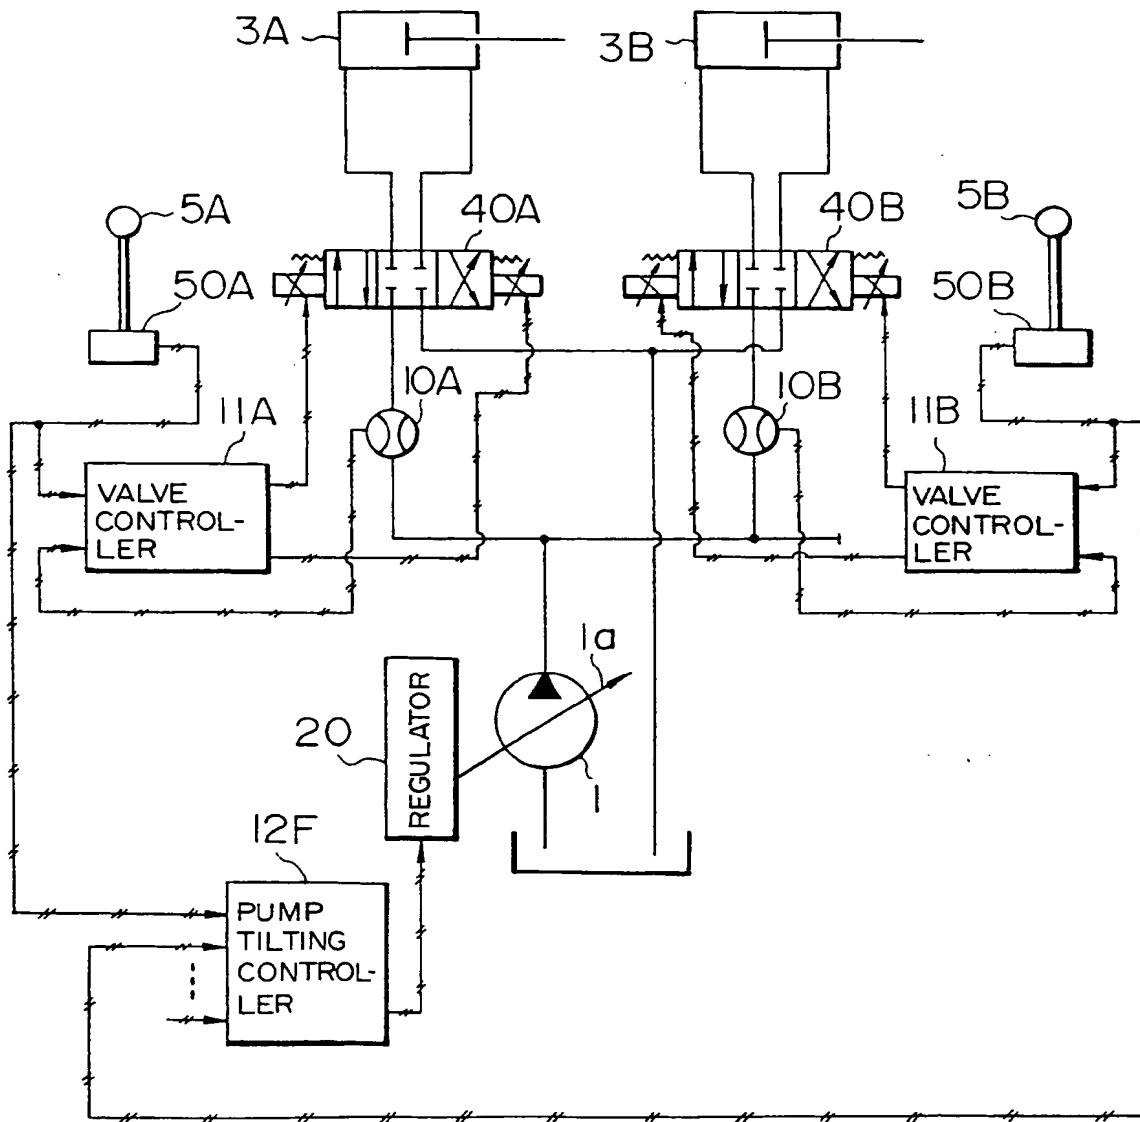 3A
3B
5A
40A
40B
5B
50A
50B
10A
10B
11A
11B
VALVE
CONTROL-
LER
VALVE
CONTROL-
LER
1a
REGULATOR
20
1
12F
PUMP
TILTING
CONTROL-
LER